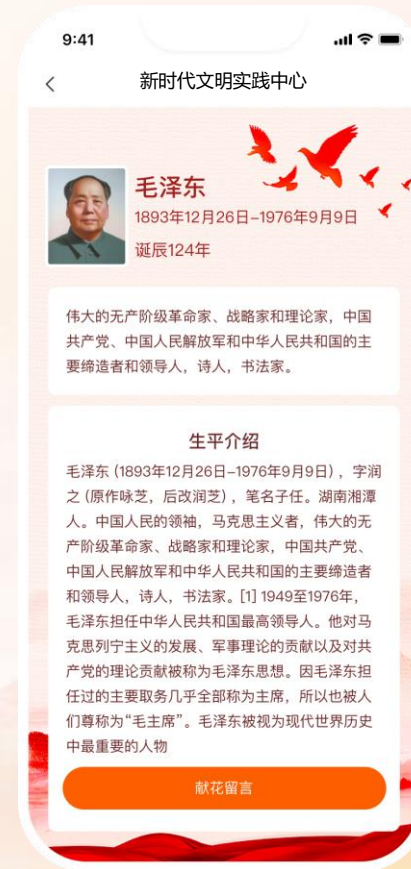 9:41
新时代文明实践中心
毛泽东
1893年12月26日–1976年9月9日
诞辰124年
伟大的无产阶级革命家、战略家和理论家，中国
共产党、中国人民解放军和中华人民共和国的主
要缔造者和领导人，诗人，书法家。
生平介绍
毛泽东 (1893年12月26日–1976年9月9日) ，字润
之 (原作咏芝，后改润芝) ，笔名子任。湖南湘潭
人。中国人民的领袖，马克思主义者，伟大的无
产阶级革命家、战略家和理论家，中国共产党、
中国人民解放军和中华人民共和国的主要缔造者
和领导人，诗人，书法家。[1] 1949至1976年，
毛泽东担任中华人民共和国最高领导人。他对马
克思列宁主义的发展、军事理论的贡献以及对共
产党的理论贡献被称为毛泽东思想。因毛泽东担
任过的主要取务几乎全部称为主席，所以也被人
们尊称为“毛主席”。毛泽东被视为现代世界历史
中最重要的人物
献花留言